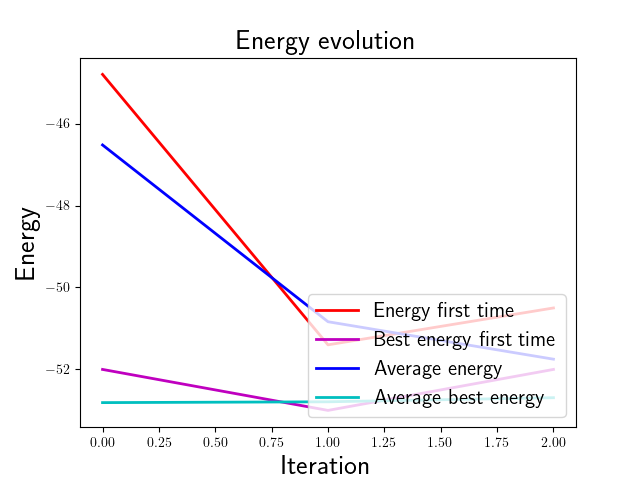 Energy evolution
Energy
−46
−48
−50
−52
Energy first time
Best energy first time
Average energy
Average best energy
0.00 0.25 0.50 0.75 1.00 1.25 1.50 1.75 2.00
Iteration